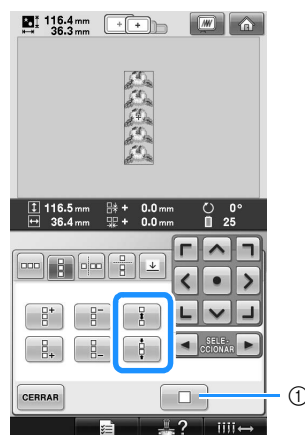 116.4 mm
36.3 mm
116.5 mm + 0.0 mm 0°
36.4 mm + 0.0 mm 25
SELE-
CCIONAR
CERRAR
1
?